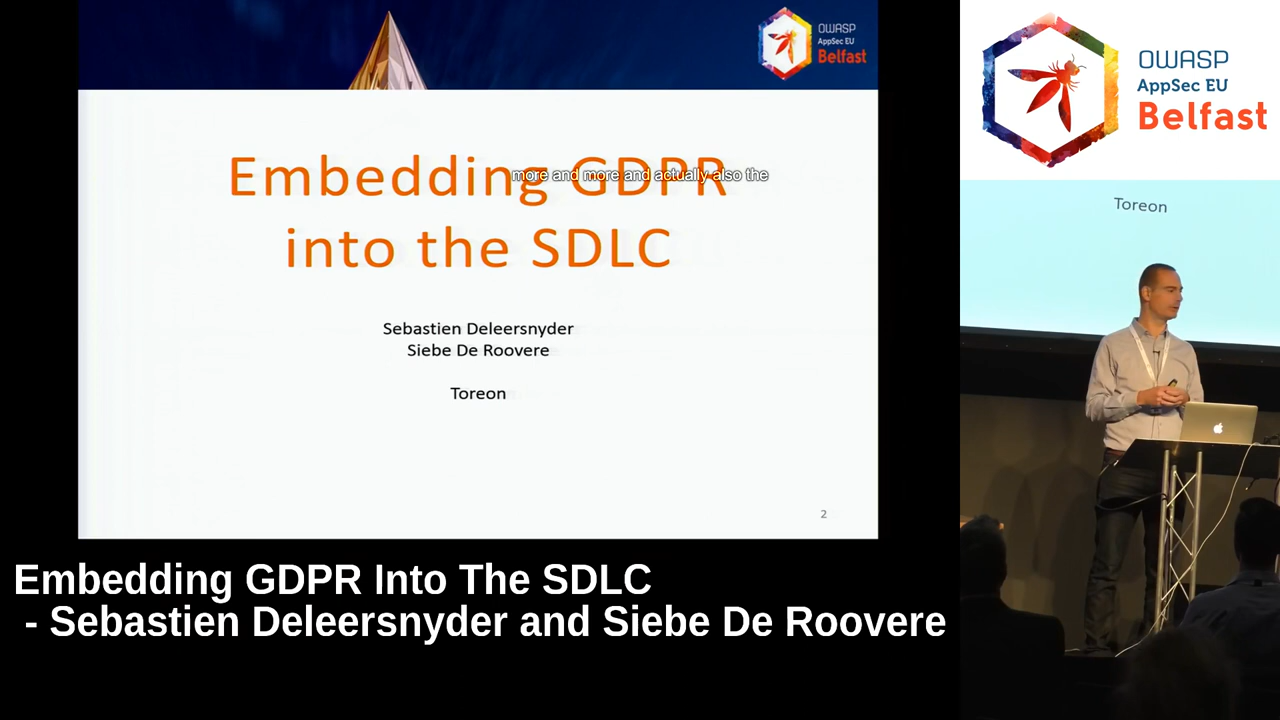 OWASP
AppSec EU
Belfast
Embedding GDPR
more and more and actually also the
into the SDLC
Sebastien Deleersnyder
Siebe De Roovere
Toreon
2
Embedding GDPR Into The SDLC
- Sebastien Deleersnyder and Siebe De Roovere
OWASP
AppSec EU
Belfast
Toreon